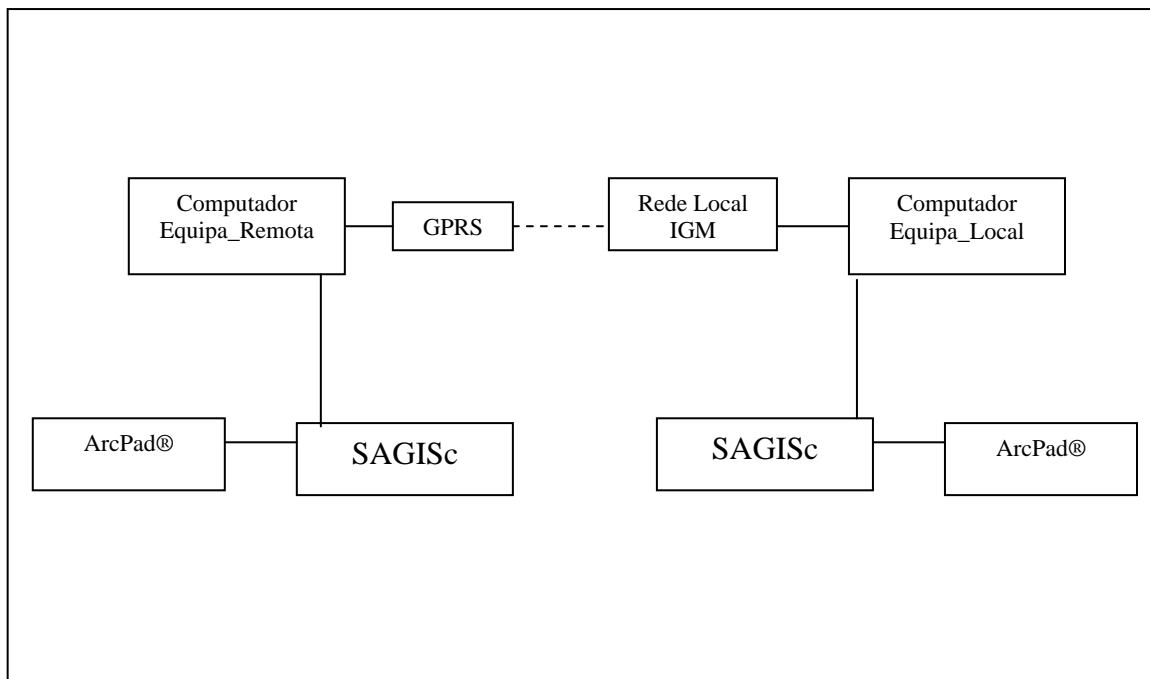 Computador
Equipa_Remota
GPRS
Rede Local
IGM
Computador
Equipa_Local
ArcPad®
SAGISc
SAGISc
ArcPad®